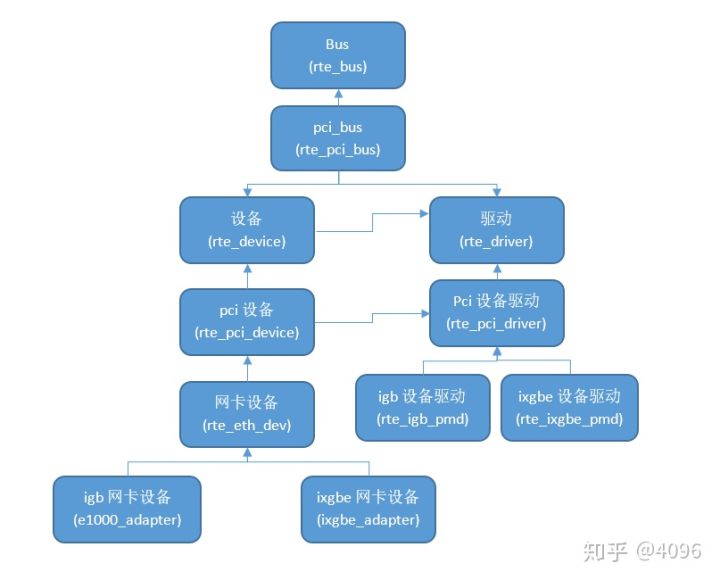 Bus
(rte_bus)
pci_bus
(rte_pci_bus)
设备
(rte_device)
驱动
(rte_driver)
pci 设备
(rte_pci_device)
Pci 设备驱动
(rte_pci_driver)
网卡设备
(rte_eth_dev)
igb 设备驱动
(rte_igb_pmd)
ixgbe 设备驱动
(rte_ixgbe_pmd)
igb 网卡设备
(e1000_adapter)
ixgbe 网卡设备
(ixgbe_adapter)
知乎 @4096